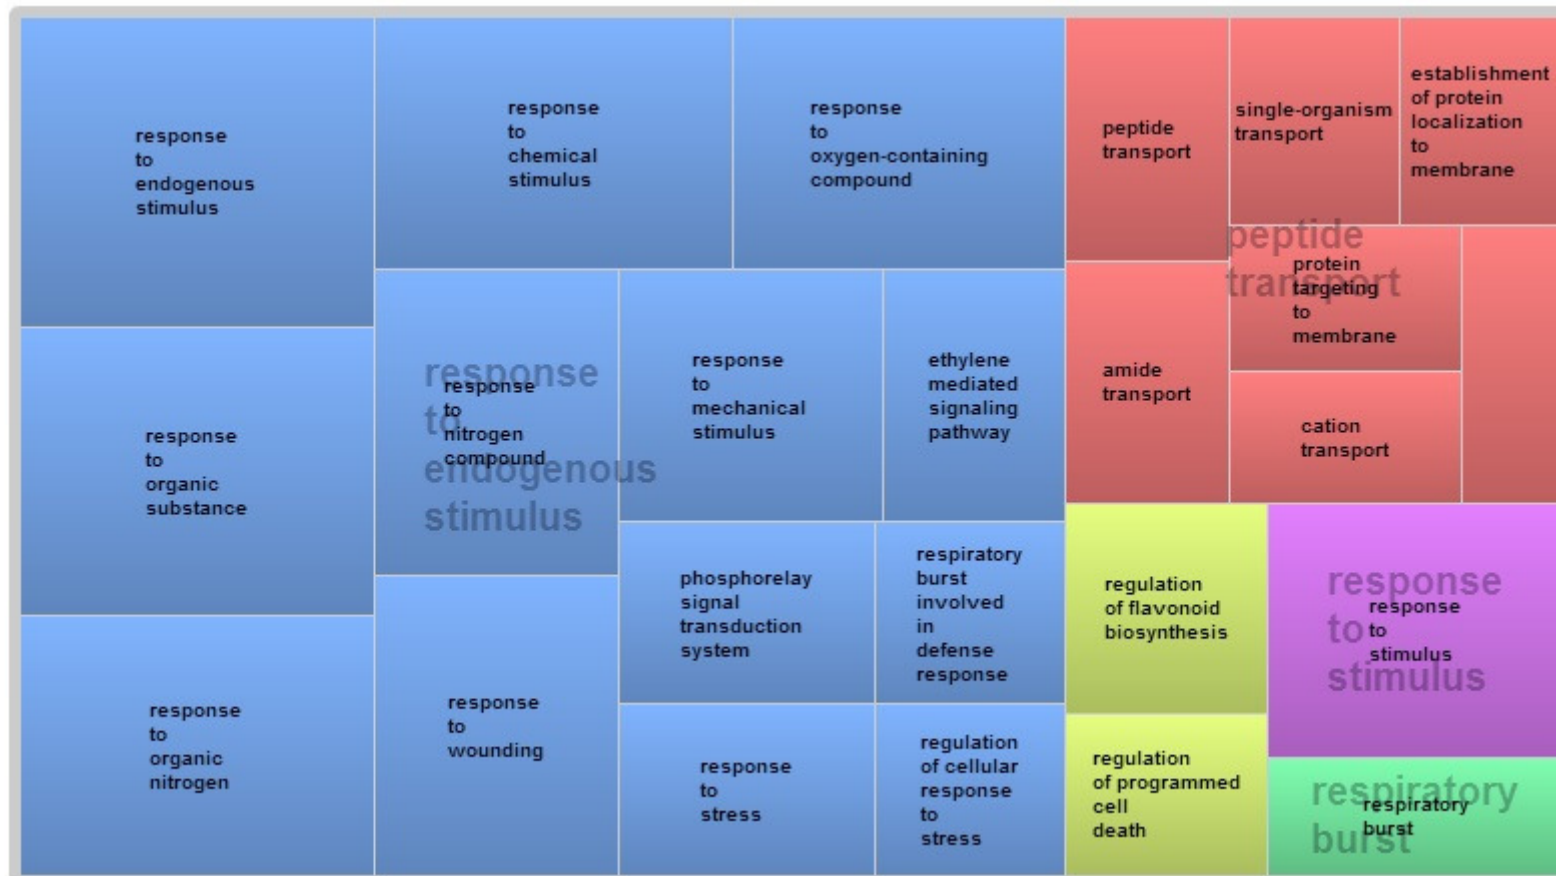 response
to
endogenous
stimulus
response
to
chemical
stimulus
response
to
oxygen-containing
compound
peptide
transport
single-organism
transport
establishment
of protein
localization
to
membrane
peptide
transport
protein
targeting
to
membrane
amide
transport
cation
transport
response
to
organic
substance
response
to
nitrogen
compound
response
to
endogenous
stimulus
response
to
mechanical
stimulus
ethylene
mediated
signaling
pathway
response
to
organic
nitrogen
response
to
wounding
phosphorelay
signal
transduction
system
respiratory
burst
involved
in
defense
response
response
to
stress
regulation
of cellular
response
to
stress
regulation
of flavonoid
biosynthesis
regulation
of programmed
cell
death
response
to
stimulus
response
to
stimulus
respiratory
burst
respiratory
burst